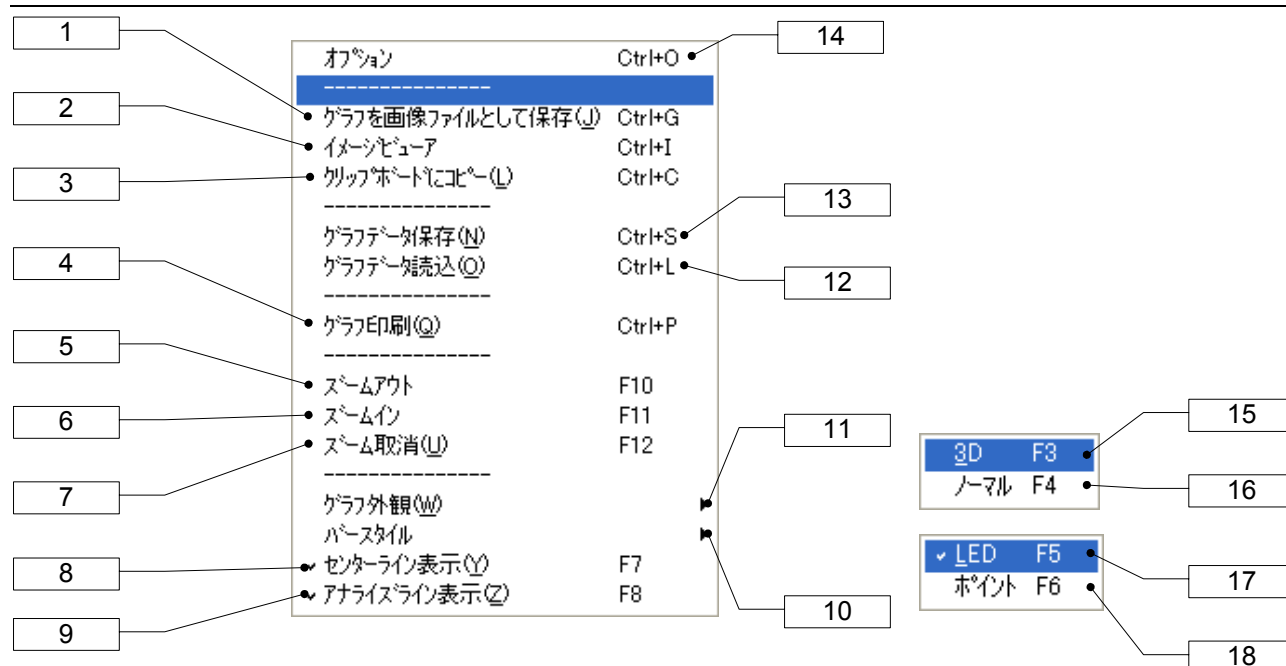 1
14
オプション Ctrl+O
---------------
2
グラフを画像ファイルとして保存(J) Ctrl+G
イメージビューア Ctrl+I
3
クリップボードにコピー(L) Ctrl+C
---------------
13
グラフデータ保存(N) Ctrl+S
4
グラフデータ読込(O) Ctrl+L
12
---------------
グラフ印刷(Q) Ctrl+P
5
---------------
ズームアウト F10
6
ズームイン F11
11
15
ズーム取消(U) F12
3D F3
---------------
7
ノーマル F4
16
グラフ外観(W)
バースタイル
8
センターライン表示(Y) F7
LED F5
17
アナライズライン表示(Z) F8
ポイント F6
10
9
18